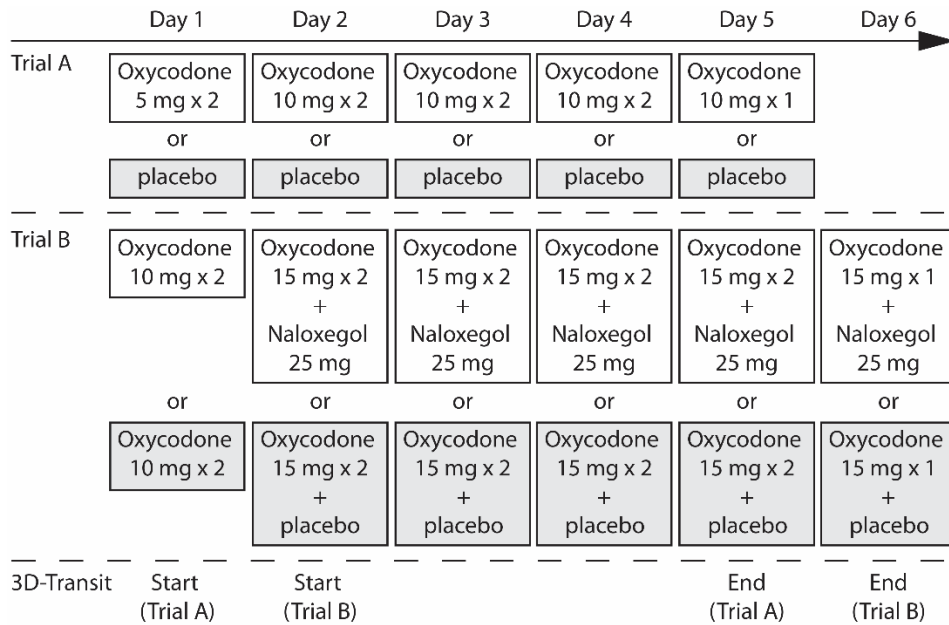 Day 1 Day 2 Day 3 Day 4 Day 5 Day 6
Trial A
Oxycodone Oxycodone Oxycodone Oxycodone Oxycodone
5 mg x 2 10 mg x 2 10 mg x 2 10 mg x 2 10 mg x 1
or or or or or
placebo placebo placebo placebo placebo
Trial B
Oxycodone Oxycodone Oxycodone Oxycodone Oxycodone Oxycodone
10 mg x 2 15 mg x 2 15 mg x 2 15 mg x 2 15 mg x 2 15 mg x 1
+ + + + +
Naloxegol Naloxegol Naloxegol Naloxegol Naloxegol
25 mg 25 mg 25 mg 25 mg 25 mg
or or or or or or
Oxycodone Oxycodone Oxycodone Oxycodone Oxycodone Oxycodone
10 mg x 2 15 mg x 2 15 mg x 2 15 mg x 2 15 mg x 2 15 mg x 1
+ + + + +
placebo placebo placebo placebo placebo
3D-Transit Start Start End End
(Trial A) (Trial B) (Trial A) (Trial B)